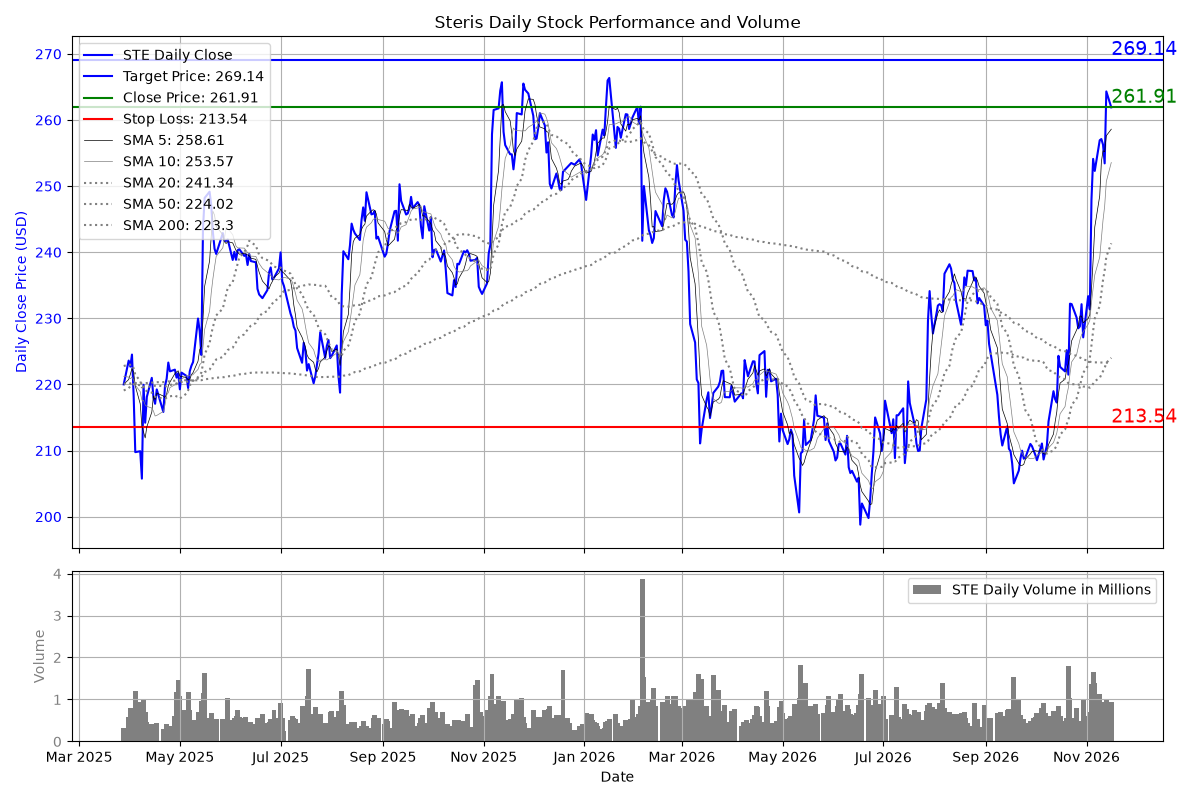 Steris Daily Stock Performance and Volume
STE Daily Close
Target Price: 269.14
Close Price: 261.91
Stop Loss: 213.54
SMA 5: 258.61
SMA 10: 253.57
SMA 20: 241.34
SMA 50: 224.02
SMA 200: 223.3
269.14
261.91
213.54
270
260
250
240
230
220
210
200
Daily Close Price (USD)
STE Daily Volume in Millions
4
3
2
1
0
Volume
Mar 2025 May 2025 Jul 2025 Sep 2025 Nov 2025 Jan 2026 Mar 2026 May 2026 Jul 2026 Sep 2026 Nov 2026
Date